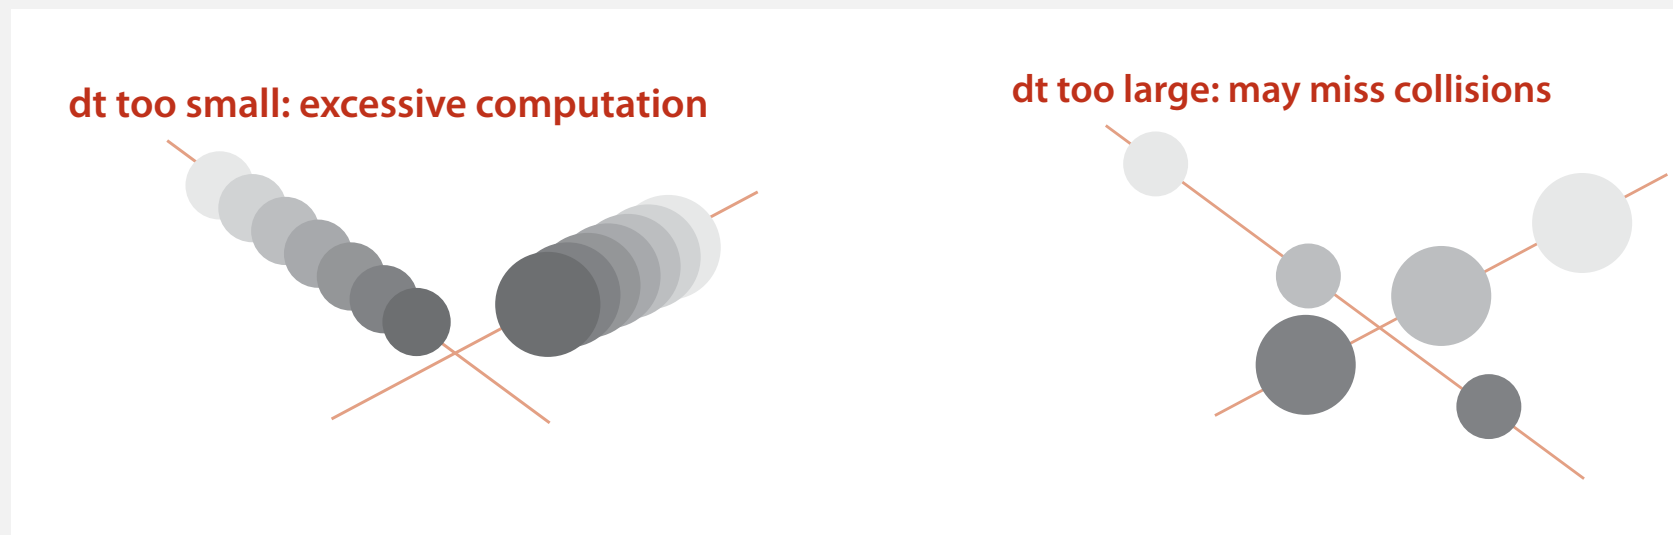 dt too small: excessive computation
dt too large: may miss collisions